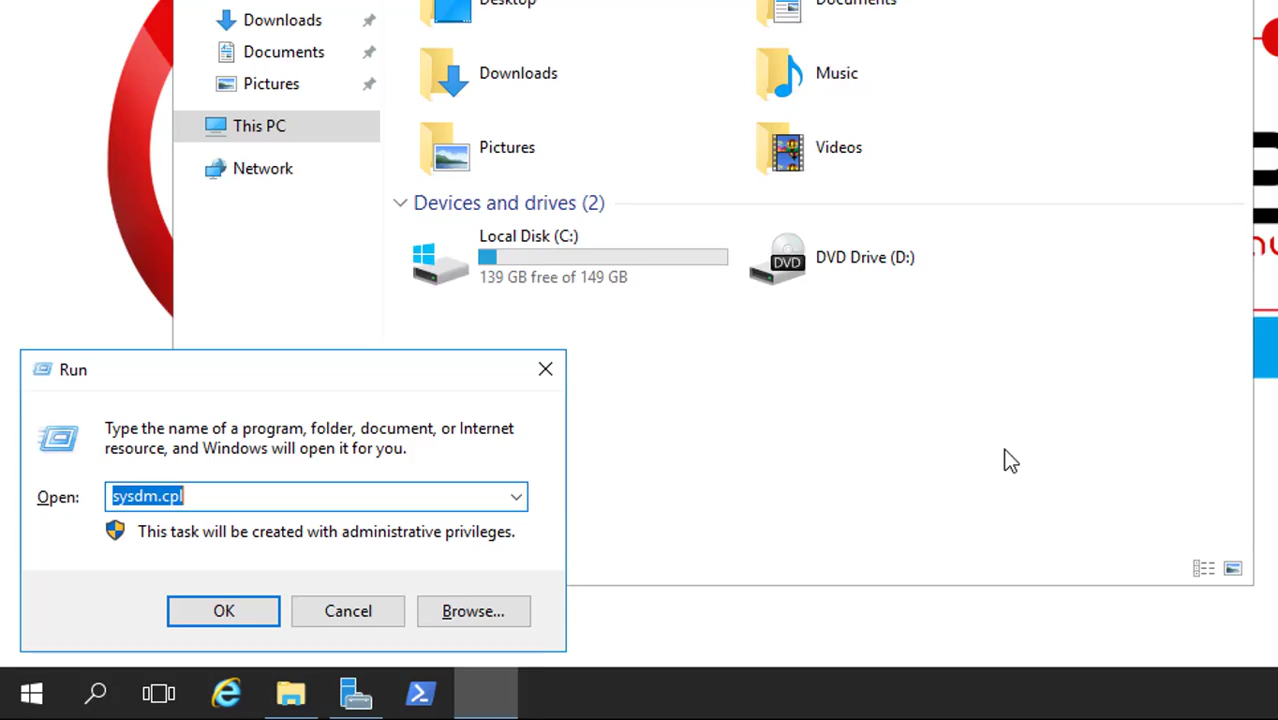 Desktop
Documents
Downloads
Documents
Pictures
This PC
Network
Downloads
Music
Pictures
Videos
Devices and drives (2)
Local Disk (C:)
139 GB free of 149 GB
DVD
DVD Drive (D:)
Run
Type the name of a program, folder, document, or Internet
resource, and Windows will open it for you.
Open: sysdm.cpl
This task will be created with administrative privileges.
OK Cancel Browse...